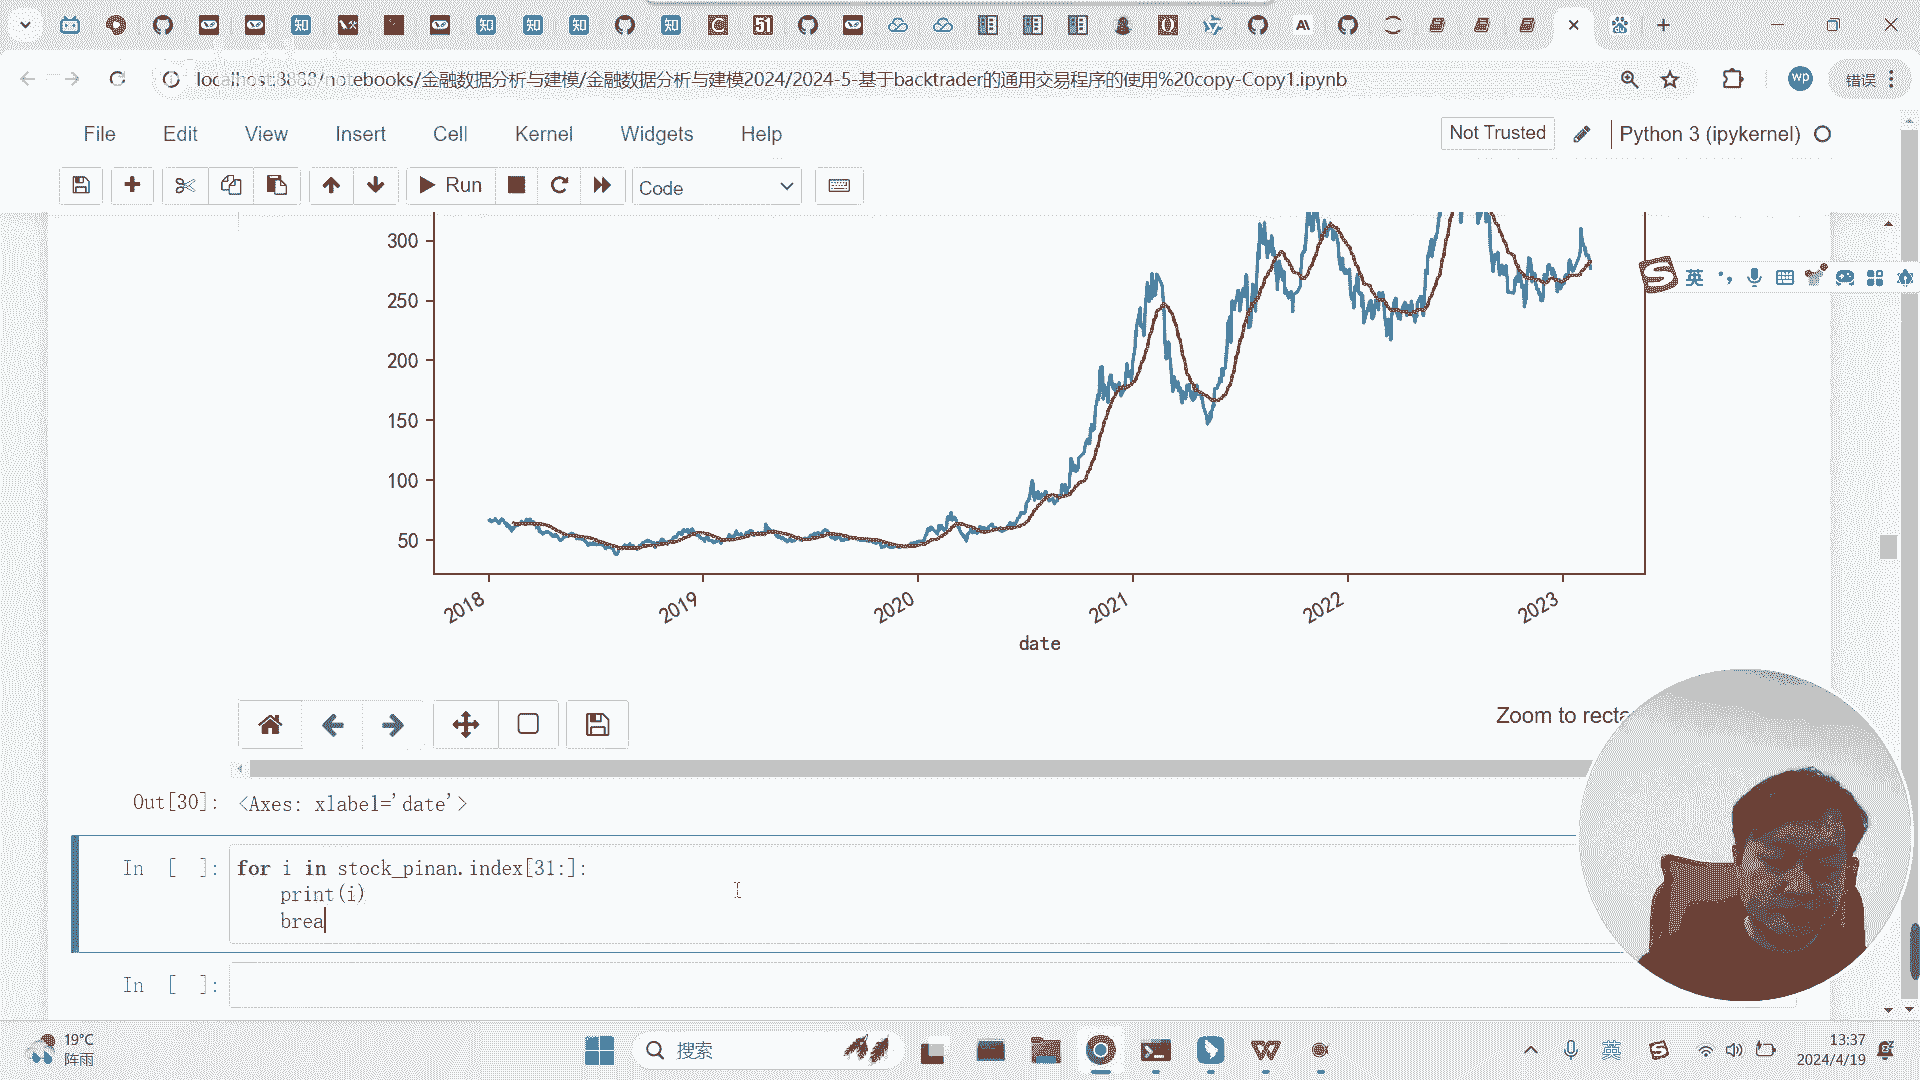 localhost:8888/notebooks/金融数据分析与建模/金融数据分析与建模2024/2024-5-基于backtrader的通用交易程序的使用%20copy-Copy1.ipynb
wp
错误
File Edit View Insert Cell Kernel Widgets Help
Not Trusted
Python 3 (ipykernel)
Run
Code
英
300
250
200
150
100
50
2018 2019 2020 2021 2022 2023
date
Zoom to recta
Out[30]: <Axes: xlabel='date'>
In [ ]: for i in stock_pinan.index[31:]:
print(i)
brea
In [ ]:
19°C
阵雨
搜索
英
13:37
2024/4/19